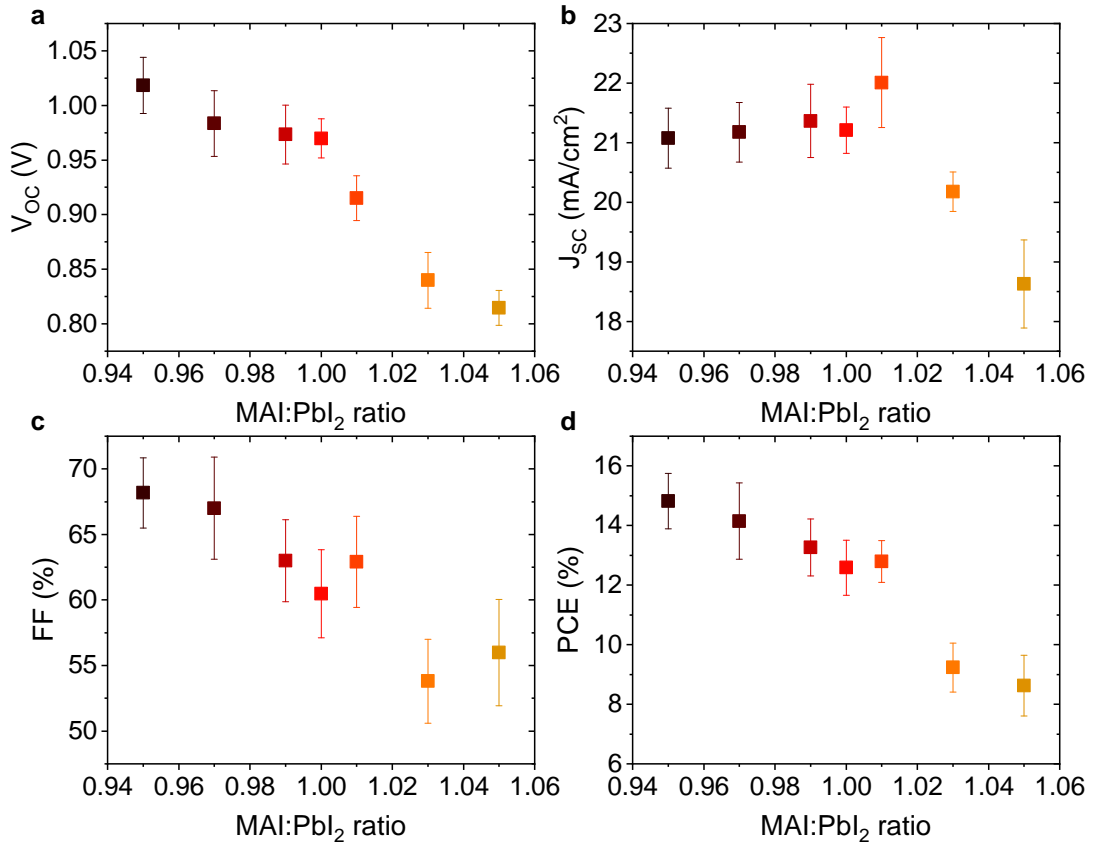 a
1.05
1.00
0.95
0.90
0.85
0.80
V_OC (V)
0.94 0.96 0.98 1.00 1.02 1.04 1.06
MAI:PbI₂ ratio
b
23
22
21
20
19
18
J_SC (mA/cm²)
0.94 0.96 0.98 1.00 1.02 1.04 1.06
MAI:PbI₂ ratio
c
70
65
60
55
50
FF (%)
0.94 0.96 0.98 1.00 1.02 1.04 1.06
MAI:PbI₂ ratio
d
16
14
12
10
8
6
PCE (%)
0.94 0.96 0.98 1.00 1.02 1.04 1.06
MAI:PbI₂ ratio